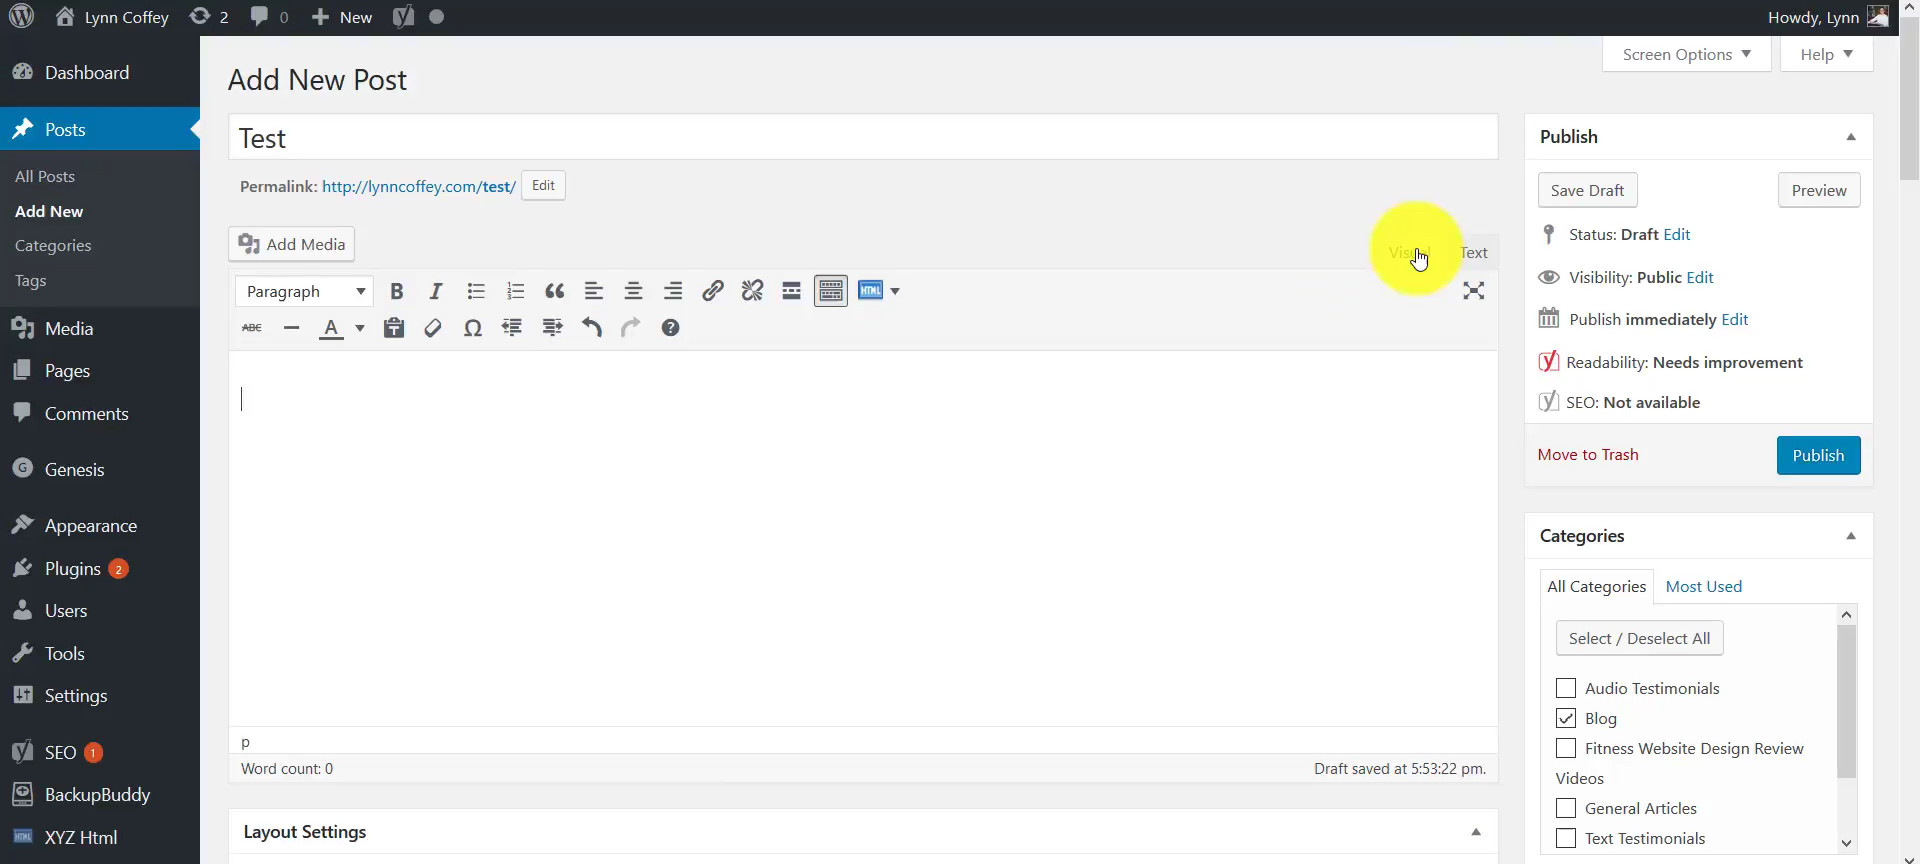 Lynn Coffey 2 0 New Howdy, Lynn
Screen Options Help
Dashboard
Posts
All Posts
Add New
Categories
Tags
Media
Pages
Comments
Genesis
Appearance
Plugins 2
Users
Tools
Settings
SEO 1
BackupBuddy
XYZ Html
Add New Post
Test
Permalink: http://lynncoffey.com/test/ Edit
Add Media
Visual Text
Paragraph B I HTML
ABC A Ω
p
Word count: 0 Draft saved at 5:53:22 pm.
Layout Settings
Publish
Save Draft Preview
Status: Draft Edit
Visibility: Public Edit
Publish immediately Edit
Readability: Needs improvement
SEO: Not available
Move to Trash Publish
Categories
All Categories Most Used
Select / Deselect All
Audio Testimonials
Blog
Fitness Website Design Review
Videos
General Articles
Text Testimonials